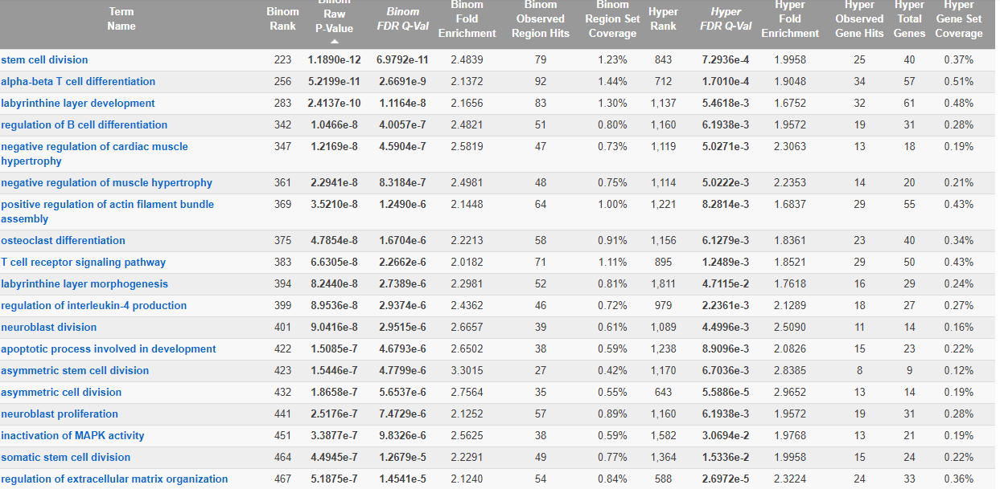 Term Name Binom Rank Binom Raw P-Value Binom FDR Q-Val Binom Fold Enrichment Binom Observed Region Hits Binom Region Set Coverage Hyper Rank Hyper FDR Q-Val Hyper Fold Enrichment Hyper Observed Gene Hits Hyper Total Genes Hyper Gene Set Coverage
stem cell division 223 1.1890e-12 6.9792e-11 2.4839 79 1.23% 843 7.2936e-4 1.9958 25 40 0.37%
alpha-beta T cell differentiation 256 5.2199e-11 2.6691e-9 2.1372 92 1.44% 712 1.7010e-4 1.9048 34 57 0.51%
labyrinthine layer development 283 2.4137e-10 1.1164e-8 2.1656 83 1.30% 1,137 5.4618e-3 1.6752 32 61 0.48%
regulation of B cell differentiation 342 1.0466e-8 4.0057e-7 2.4821 51 0.80% 1,160 6.1938e-3 1.9572 19 31 0.28%
negative regulation of cardiac muscle 347 1.2169e-8 4.5904e-7 2.5819 47 0.73% 1,119 5.0271e-3 2.3063 13 18 0.19%
hypertrophy
negative regulation of muscle hypertrophy 361 2.2941e-8 8.3184e-7 2.4981 48 0.75% 1,114 5.0222e-3 2.2353 14 20 0.21%
positive regulation of actin filament bundle 369 3.5210e-8 1.2490e-6 2.1448 64 1.00% 1,221 8.2814e-3 1.6837 29 55 0.43%
assembly
osteoclast differentiation 375 4.7854e-8 1.6704e-6 2.2213 58 0.91% 1,156 6.1279e-3 1.8361 23 40 0.34%
T cell receptor signaling pathway 383 6.6305e-8 2.2662e-6 2.0182 71 1.11% 895 1.2489e-3 1.8521 29 50 0.43%
labyrinthine layer morphogenesis 394 8.2440e-8 2.7389e-6 2.2981 52 0.81% 1,811 4.7115e-2 1.7618 16 29 0.24%
regulation of interleukin-4 production 399 8.9536e-8 2.9374e-6 2.4362 46 0.72% 979 2.2361e-3 2.1289 18 27 0.27%
neuroblast division 401 9.0416e-8 2.9515e-6 2.6657 39 0.61% 1,089 4.4996e-3 2.5090 11 14 0.16%
apoptotic process involved in development 422 1.5085e-7 4.6793e-6 2.6502 38 0.59% 1,238 8.9096e-3 2.0826 15 23 0.22%
asymmetric stem cell division 423 1.5446e-7 4.7799e-6 3.3015 27 0.42% 1,170 6.7036e-3 2.8385 8 9 0.12%
asymmetric cell division 432 1.8658e-7 5.6537e-6 2.7564 35 0.55% 643 5.5886e-5 2.9652 13 14 0.19%
neuroblast proliferation 441 2.5176e-7 7.4729e-6 2.1252 57 0.89% 1,160 6.1938e-3 1.9572 19 31 0.28%
inactivation of MAPK activity 451 3.3877e-7 9.8326e-6 2.5625 38 0.59% 1,582 3.0694e-2 1.9768 13 21 0.19%
somatic stem cell division 464 4.4945e-7 1.2679e-5 2.2291 49 0.77% 1,364 1.5336e-2 1.9958 15 24 0.22%
regulation of extracellular matrix organization 467 5.1875e-7 1.4541e-5 2.1240 54 0.84% 588 2.6972e-5 2.3224 24 33 0.36%